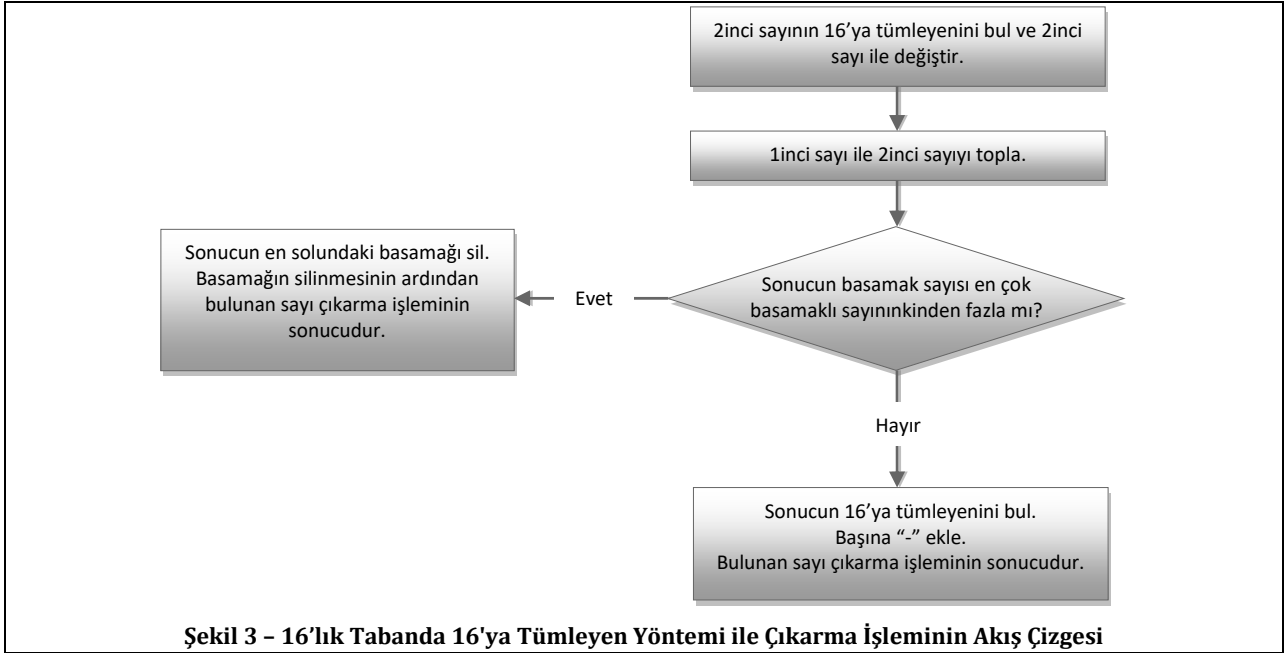 2inci sayının 16’ya tümleyenini bul ve 2inci
sayı ile değiştir.
1inci sayı ile 2inci sayıyı topla.
Sonucun basamak sayısı en çok
basamaklı sayınınkinden fazla mı?
Evet
Sonucun en solundaki basamağı sil.
Basamağın silinmesinin ardından
bulunan sayı çıkarma işleminin
sonucudur.
Hayır
Sonucun 16’ya tümleyenini bul.
Başına “-” ekle.
Bulunan sayı çıkarma işleminin sonucudur.
Şekil 3 – 16’lık Tabanda 16'ya Tümleyen Yöntemi ile Çıkarma İşleminin Akış Çizgesi